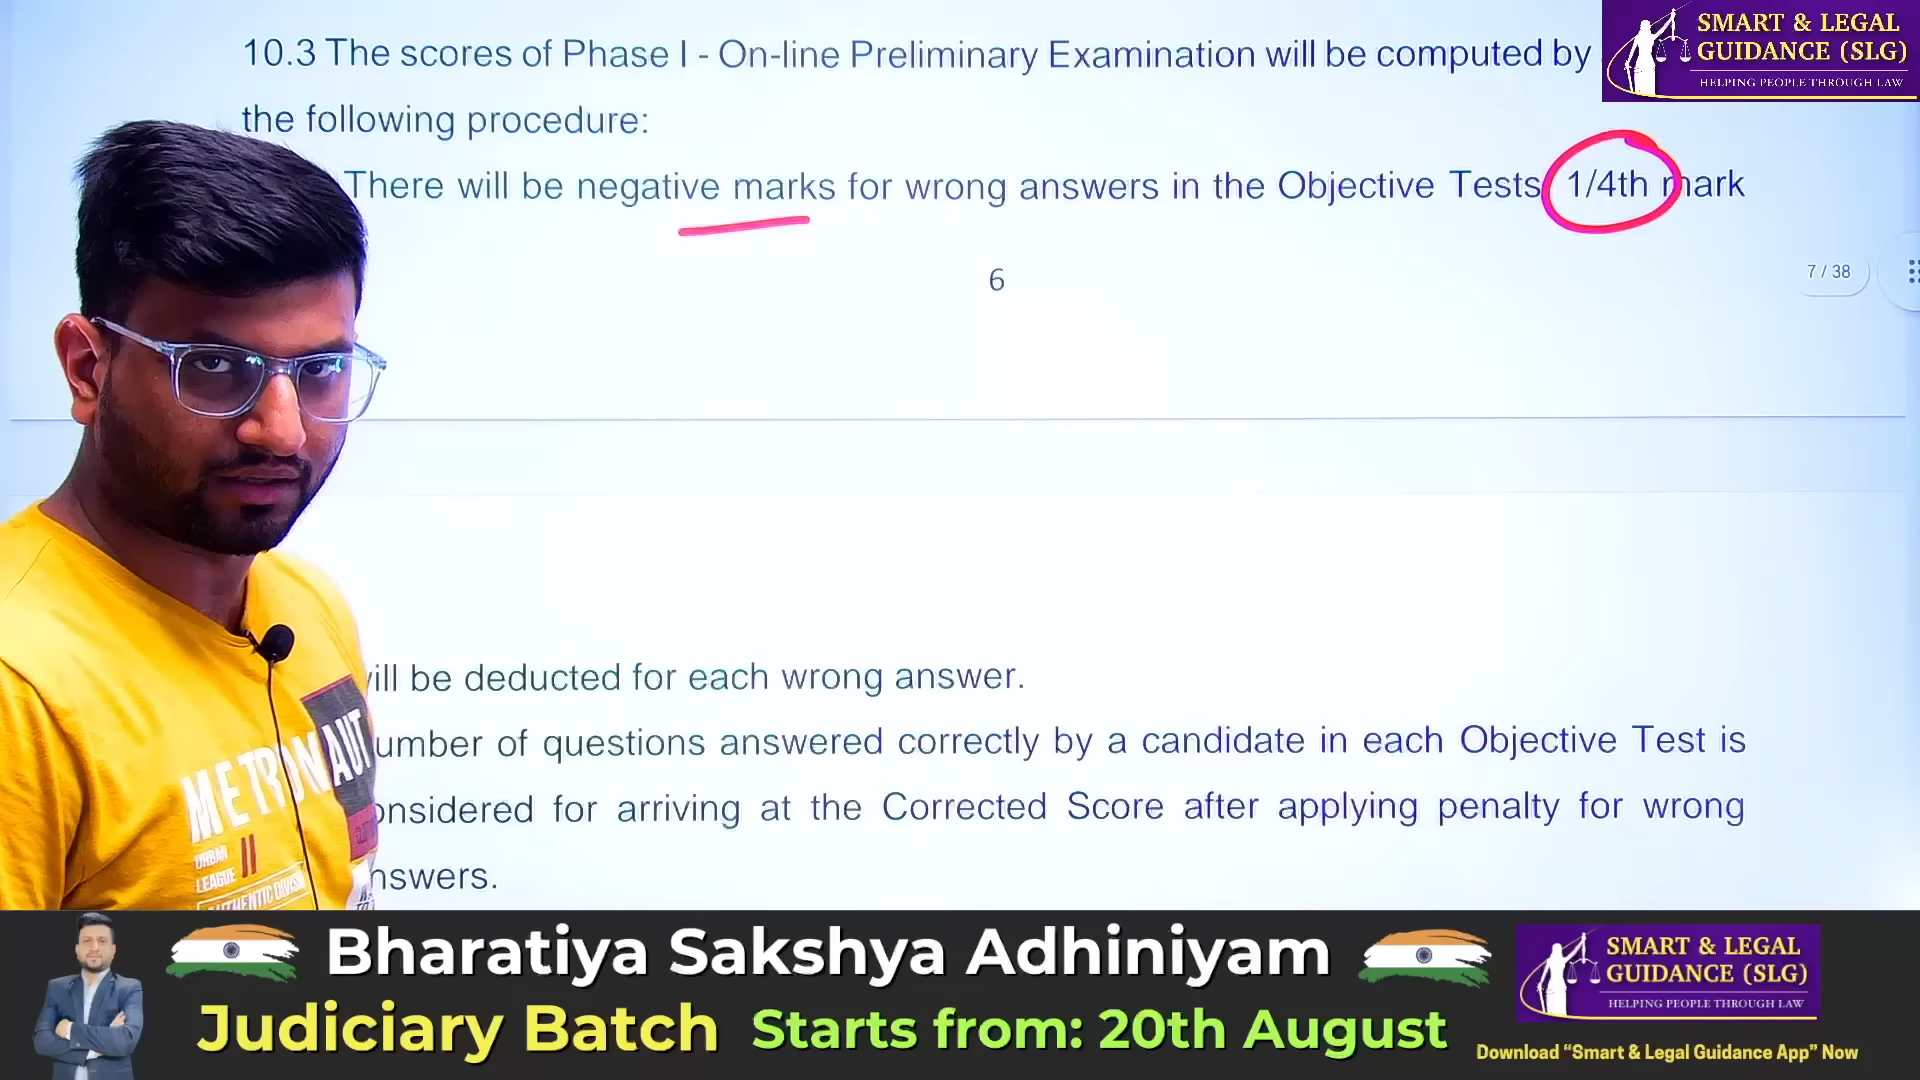 10.3 The scores of Phase I - On-line Preliminary Examination will be computed by
the following procedure:
There will be negative marks for wrong answers in the Objective Tests 1/4th mark
6
7 / 38
ill be deducted for each wrong answer.
umber of questions answered correctly by a candidate in each Objective Test is
onsidered for arriving at the Corrected Score after applying penalty for wrong
nswers.
SMART & LEGAL
GUIDANCE (SLG)
HELPING PEOPLE THROUGH LAW
METRONAUT
URBAN
LEAGUE
AUTHENTIC DIVISI
Bharatiya Sakshya Adhiniyam
Judiciary Batch Starts from: 20th August
SMART & LEGAL
GUIDANCE (SLG)
HELPING PEOPLE THROUGH LAW
Download “Smart & Legal Guidance App” Now